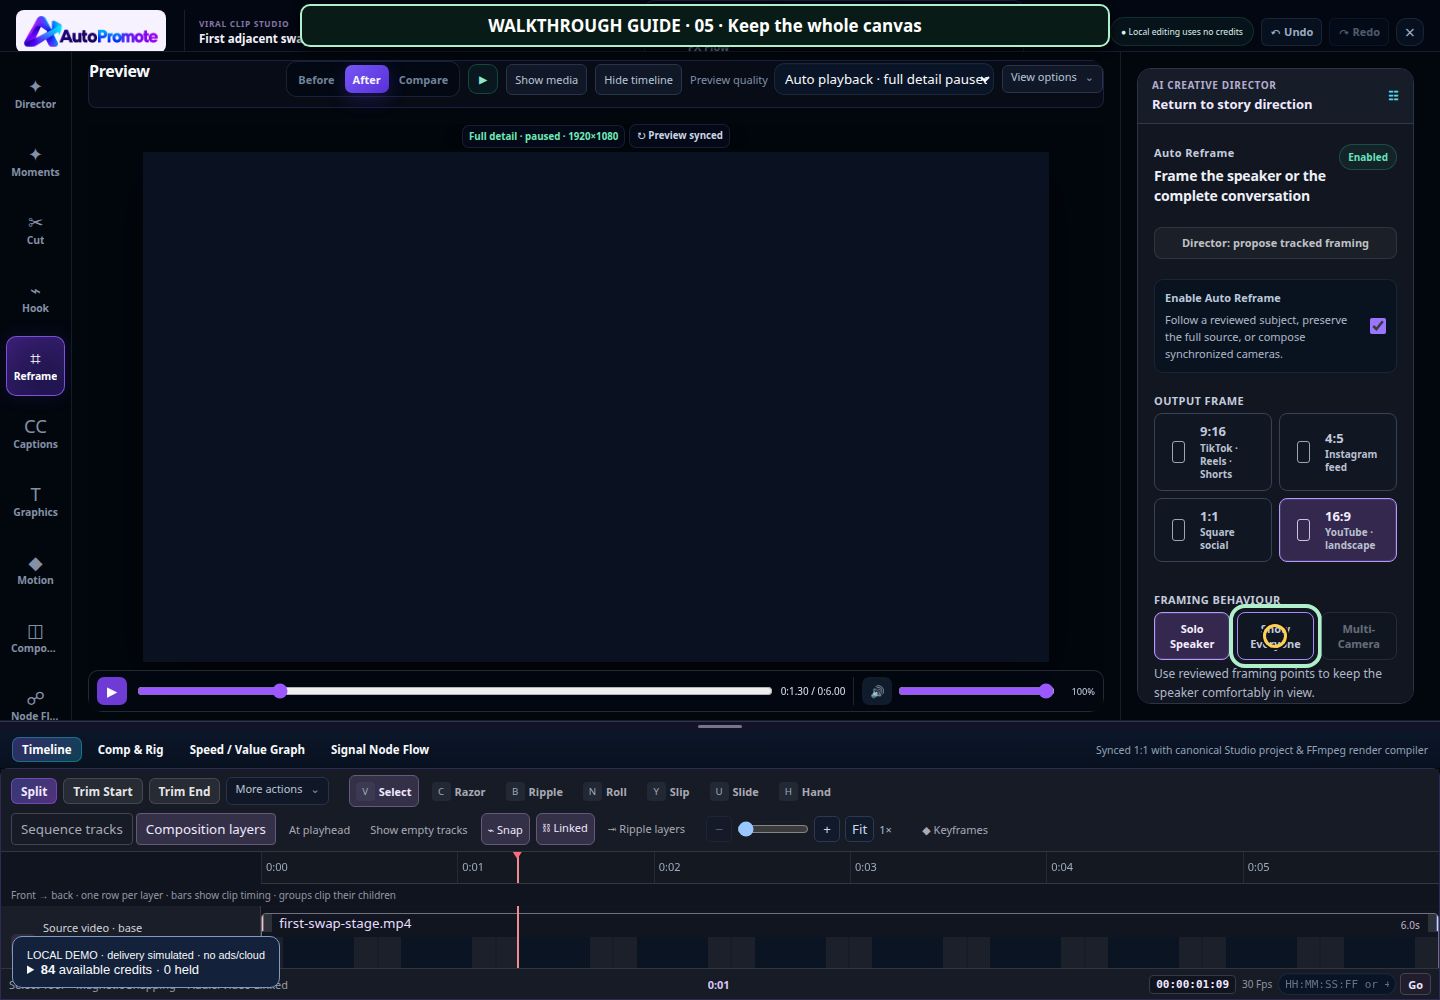 WALKTHROUGH GUIDE · 05 · Keep the whole canvas
AutoPromote
VIRAL CLIP STUDIO
First adjacent
● Local editing uses no credits
↶ Undo
↷ Redo
✕
Preview
Before
After
Compare
▶
Show media
Hide timeline
Preview quality
Auto playback · full detail paused
View options
Full detail · paused · 1920×1080
↻ Preview synced
Director
Moments
Cut
Hook
Reframe
CC
Captions
T
Graphics
Motion
Compo...
Node Fl...
AI CREATIVE DIRECTOR
Return to story direction
Auto Reframe
Enabled
Frame the speaker or the
complete conversation
Director: propose tracked framing
Enable Auto Reframe
Follow a reviewed subject, preserve
the full source, or compose
synchronized cameras.
OUTPUT FRAME
9:16
TikTok ·
Reels ·
Shorts
4:5
Instagram
feed
1:1
Square
social
16:9
YouTube ·
landscape
FRAMING BEHAVIOUR
Solo
Speaker
Show
Everyone
Multi-
Camera
Use reviewed framing points to keep the
speaker comfortably in view.
0:1.30 / 0:6.00
100%
Timeline
Comp & Rig
Speed / Value Graph
Signal Node Flow
Synced 1:1 with canonical Studio project & FFmpeg render compiler
Split
Trim Start
Trim End
More actions
V Select
C Razor
B Ripple
N Roll
Y Slip
U Slide
H Hand
Sequence tracks
Composition layers
At playhead
Show empty tracks
⌁ Snap
⛓ Linked
⇥ Ripple layers
−
+
Fit
1×
◆ Keyframes
0:00
0:01
0:02
0:03
0:04
0:05
Front → back · one row per layer · bars show clip timing · groups clip their children
Source video · base
first-swap-stage.mp4
6.0s
LOCAL DEMO · delivery simulated · no ads/cloud
▶ 84 available credits · 0 held
0:01
00:00:01:09
30 Fps
HH:MM:SS:FF or +
Go